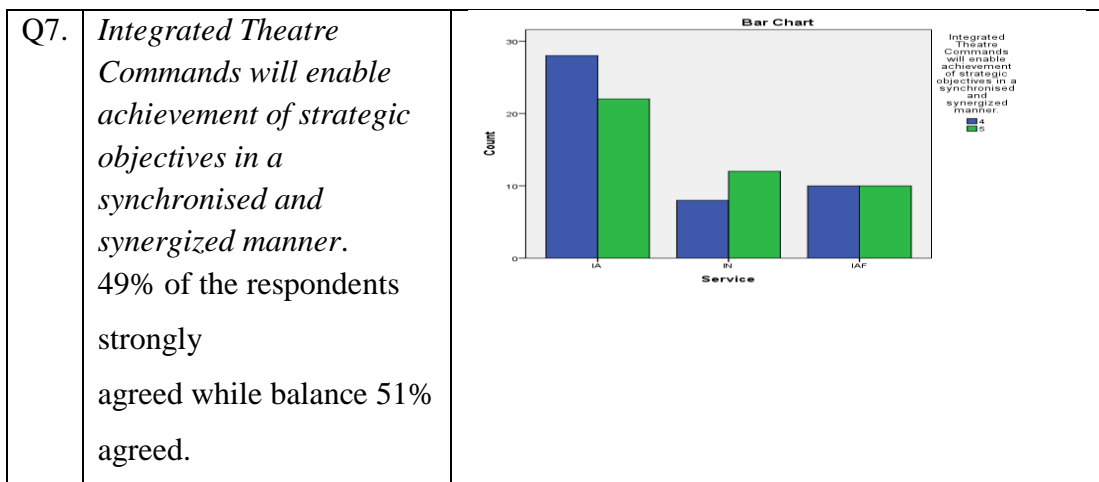 Q7.
Integrated Theatre
Commands will enable
achievement of strategic
objectives in a
synchronised and
synergized manner.
49% of the respondents
strongly
agreed while balance 51%
agreed.
Bar Chart
30
20
10
0
Count
IA IN IAF
Service
Integrated
Theatre
Commands
will enable
achievement
of strategic
objectives in a
synchronised
and
synergized
manner.
4
5